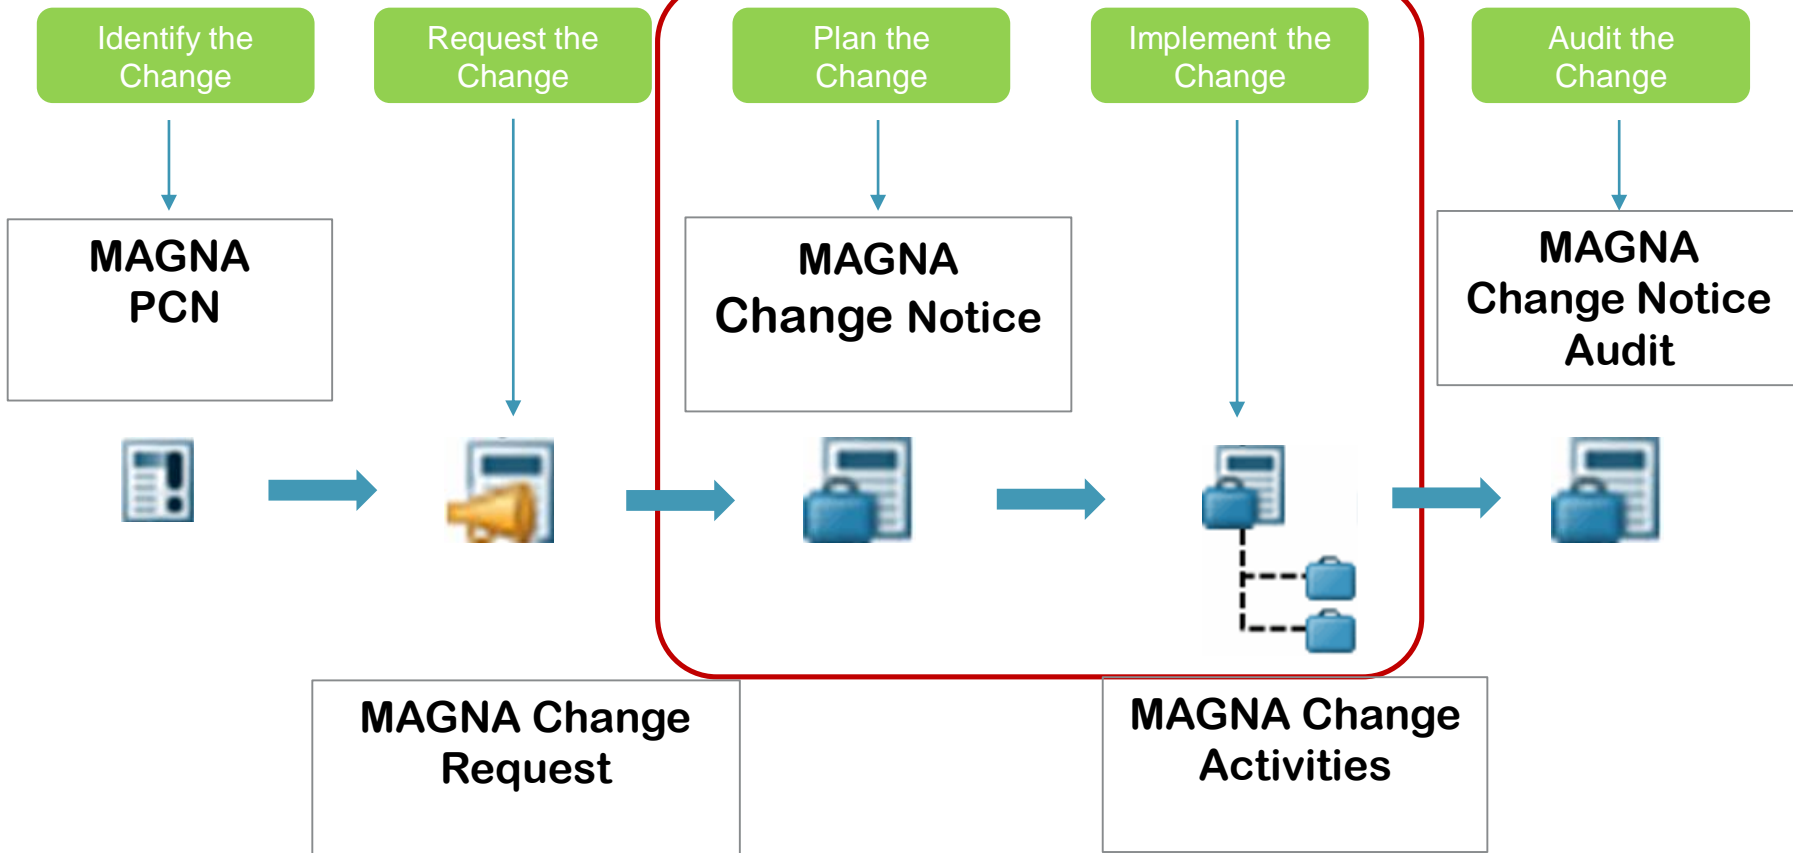 Identify the
Change
Request the
Change
Plan the
Change
Implement the
Change
Audit the
Change
MAGNA
PCN
MAGNA
Change Notice
MAGNA
Change Notice
Audit
MAGNA Change
Request
MAGNA Change
Activities